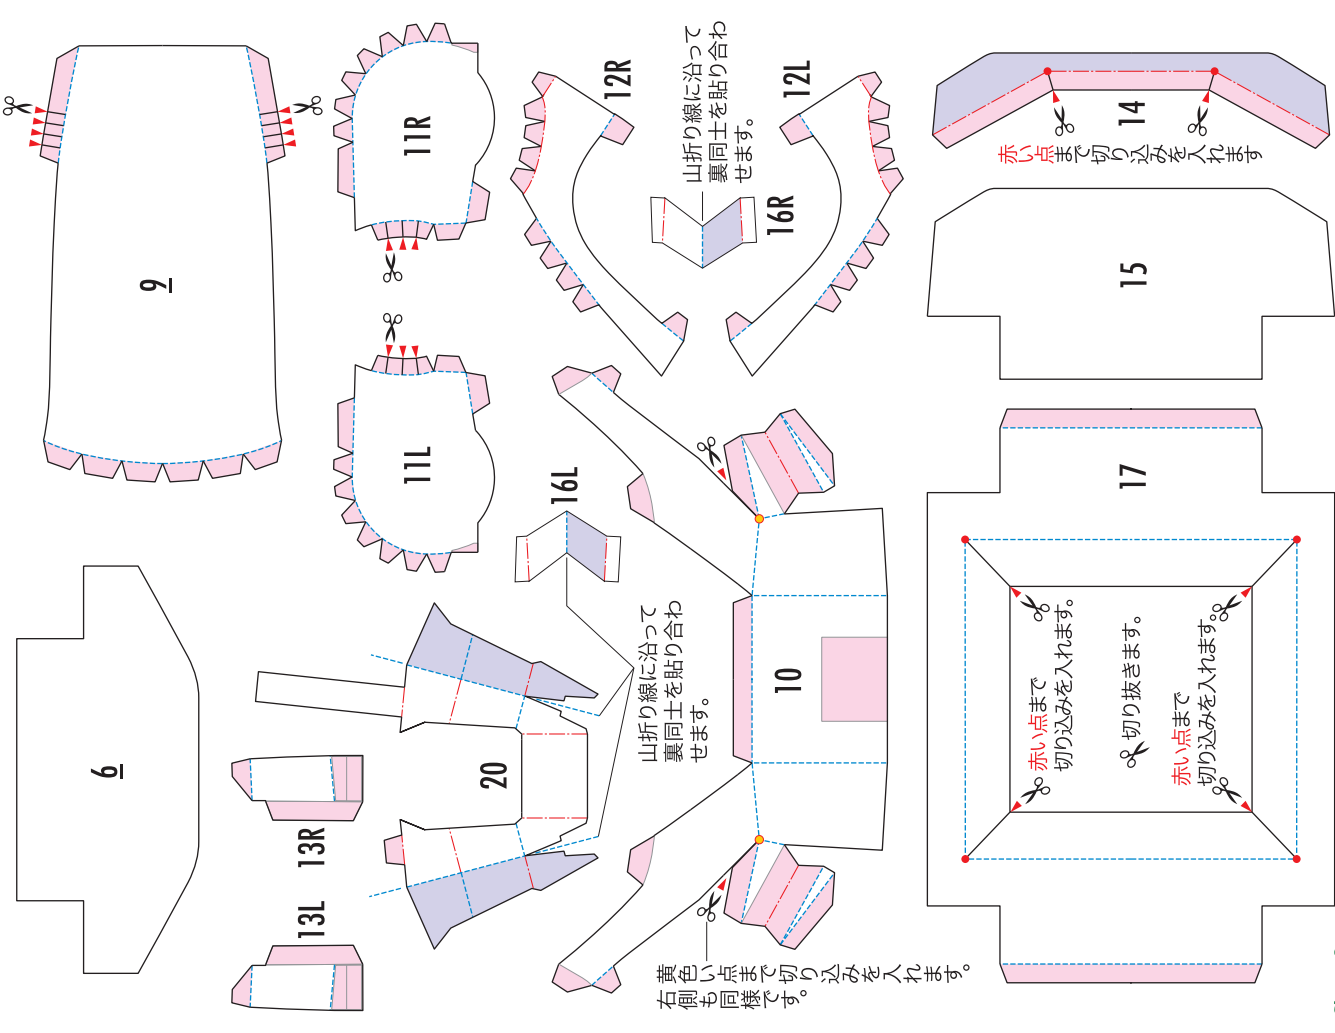 9
11R
12R
山折り線に沿って
裏同士を貼り合わ
せます。
16R
12L
14
赤い点まで切り込みを入れます
15
11L
16L
17
6
13R
13L
20
山折り線に沿って
裏同士を貼り合わ
せます。
10
赤い点まで
切り込みを入れます。
切り抜きます。
赤い点まで
切り込みを入れます。
黄色い点まで切り込みを入れます。
右側も同様です。